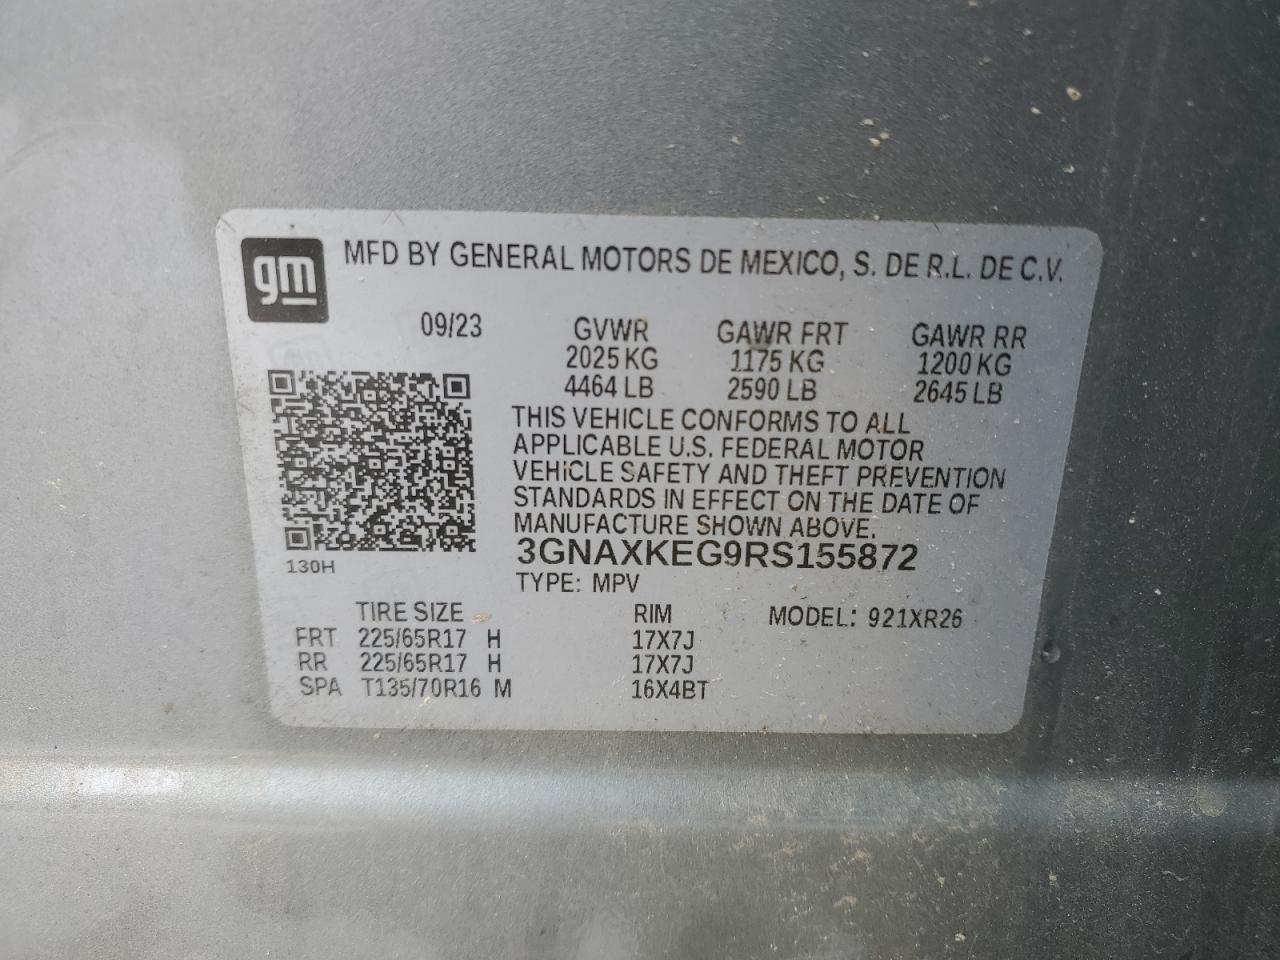 gm
MFD BY GENERAL MOTORS DE MEXICO, S. DE R.L. DE C.V.
09/23 GVWR GAWR FRT GAWR RR
2025 KG 1175 KG 1200 KG
4464 LB 2590 LB 2645 LB
THIS VEHICLE CONFORMS TO ALL
APPLICABLE U.S. FEDERAL MOTOR
VEHICLE SAFETY AND THEFT PREVENTION
STANDARDS IN EFFECT ON THE DATE OF
MANUFACTURE SHOWN ABOVE.
3GNAXKEG9RS155872
130H
TYPE: MPV
TIRE SIZE RIM MODEL: 921XR26
FRT 225/65R17 H 17X7J
RR 225/65R17 H 17X7J
SPA T135/70R16 M 16X4BT